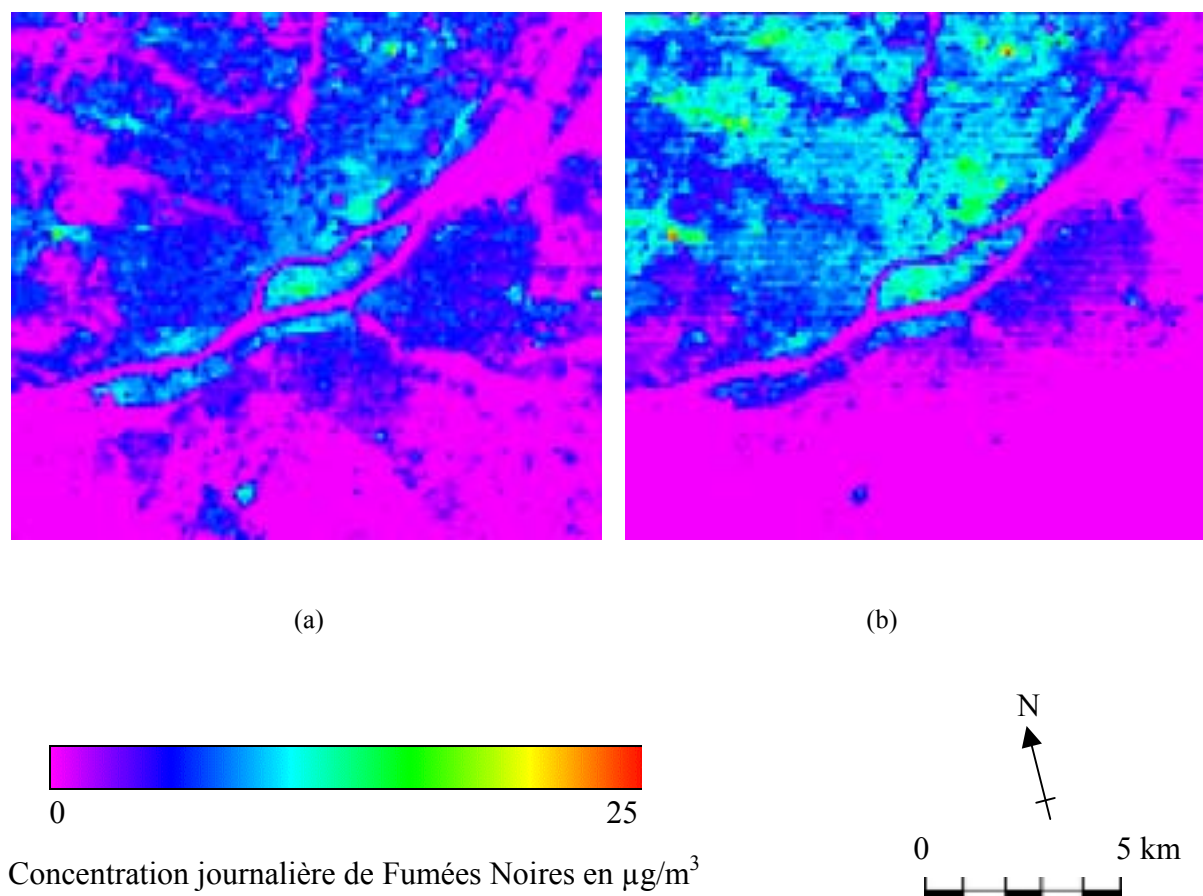 (a)
(b)
N
0 25
0 5 km
Concentration journalière de Fumées Noires en µg/m³